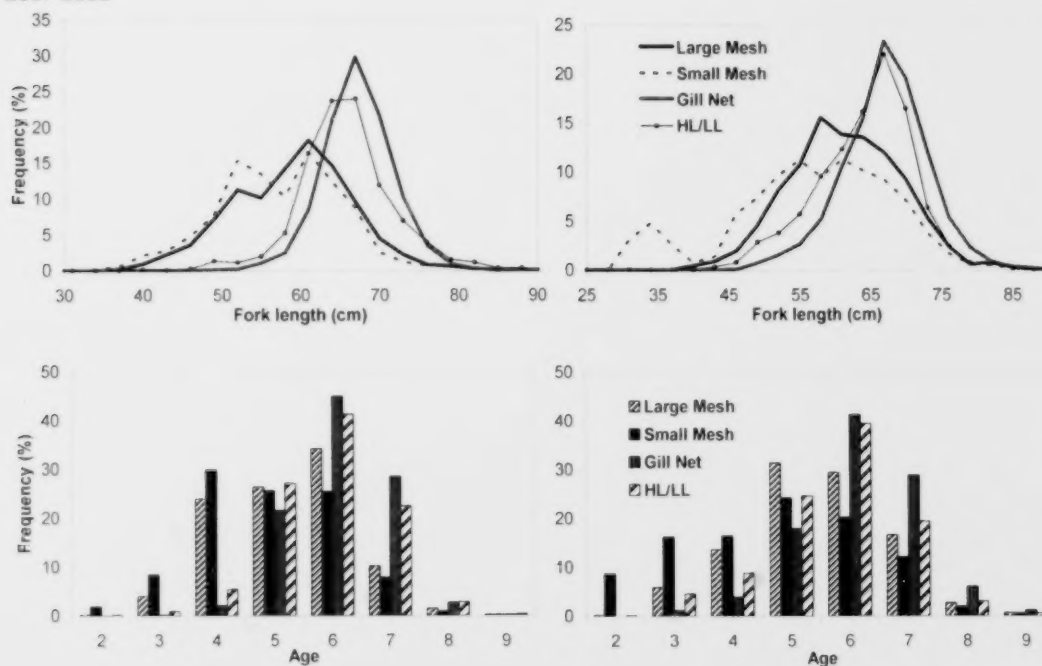 35
30
25
20
15
10
5
0
Frequency (%)
30 40 50 60 70 80 90
Fork length (cm)
25
20
15
10
5
0
Large Mesh
Small Mesh
Gill Net
HL/LL
25 35 45 55 65 75 85
Fork length (cm)
50
40
30
20
10
0
Frequency (%)
2 3 4 5 6 7 8 9
Age
50
40
30
20
10
0
Large Mesh
Small Mesh
Gill Net
HL/LL
2 3 4 5 6 7 8 9
Age